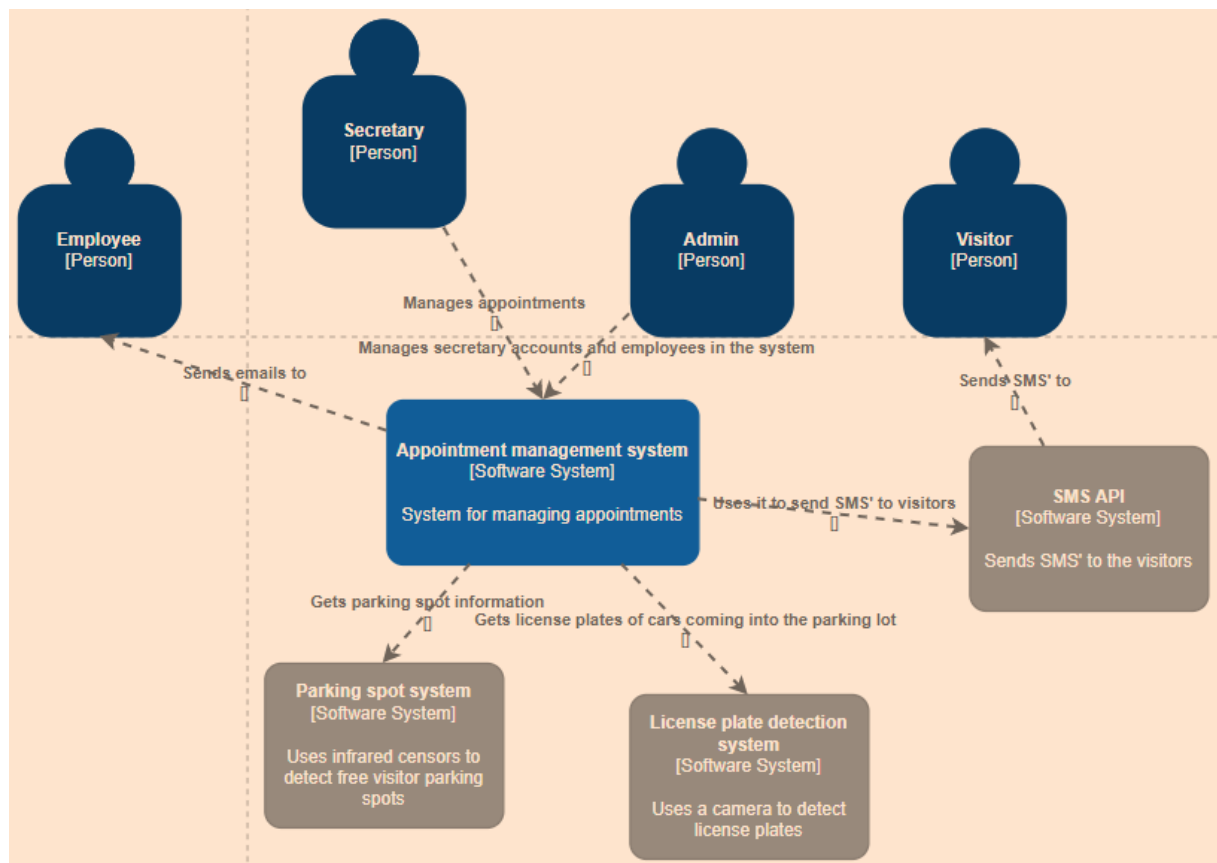 Secretary
[Person]
Employee
[Person]
Admin
[Person]
Visitor
[Person]
Manages appointments
Manages secretary accounts and employees in the system
Sends emails to
Sends SMS' to
Appointment management system
[Software System]
System for managing appointments
Uses it to send SMS' to visitors
SMS API
[Software System]
Sends SMS' to the visitors
Gets parking spot information
Gets license plates of cars coming into the parking lot
Parking spot system
[Software System]
Uses infrared censors to
detect free visitor parking
spots
License plate detection
system
[Software System]
Uses a camera to detect
license plates